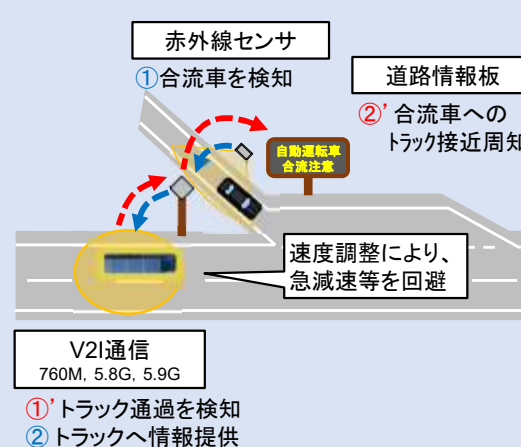 赤外線センサ
①合流車を検知
道路情報板
②’合流車への
トラック接近周知
自動運転車
合流注意
速度調整により、
急減速等を回避
V2I通信
760M, 5.8G, 5.9G
①’トラック通過を検知
②トラックへ情報提供